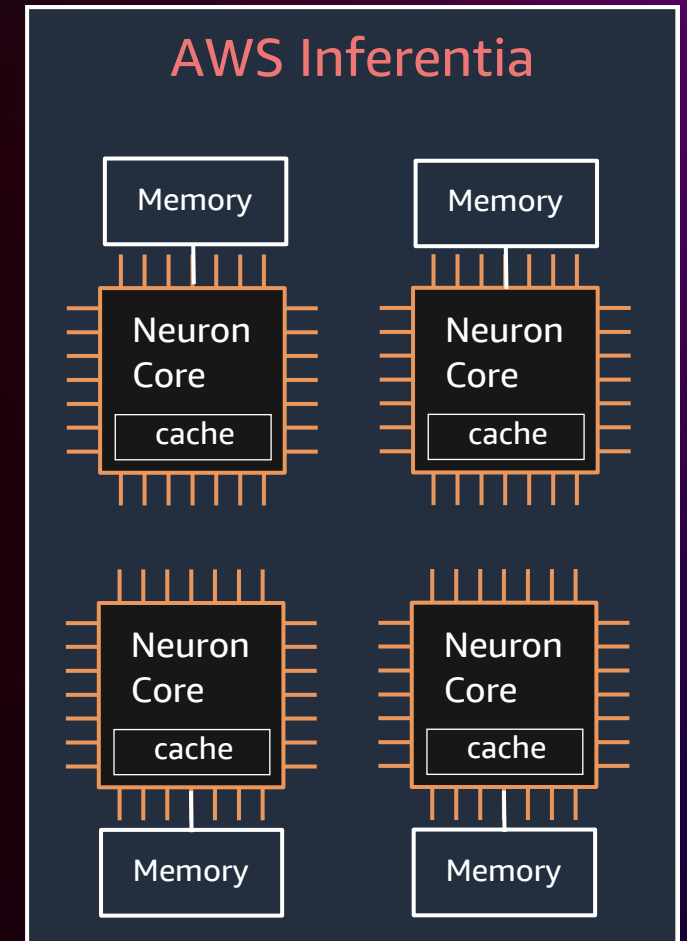 AWS Inferentia
Memory
Memory
Neuron
Core
cache
Neuron
Core
cache
Neuron
Core
cache
Neuron
Core
cache
Memory
Memory